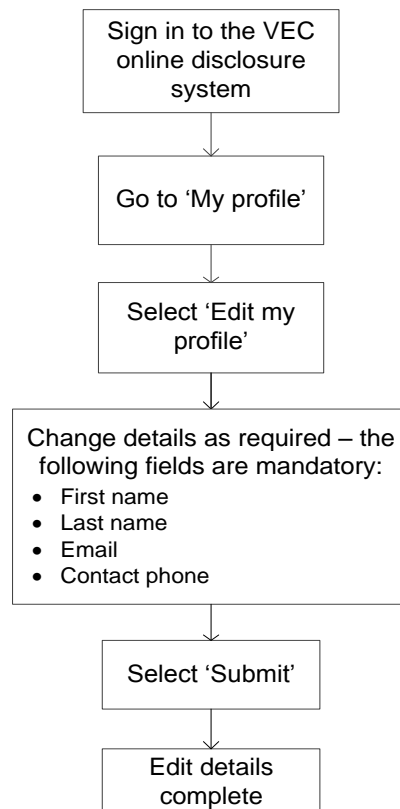 Sign in to the VEC
online disclosure
system
Go to ‘My profile’
Select ‘Edit my
profile’
Change details as required – the
following fields are mandatory:
• First name
• Last name
• Email
• Contact phone
Select ‘Submit’
Edit details
complete